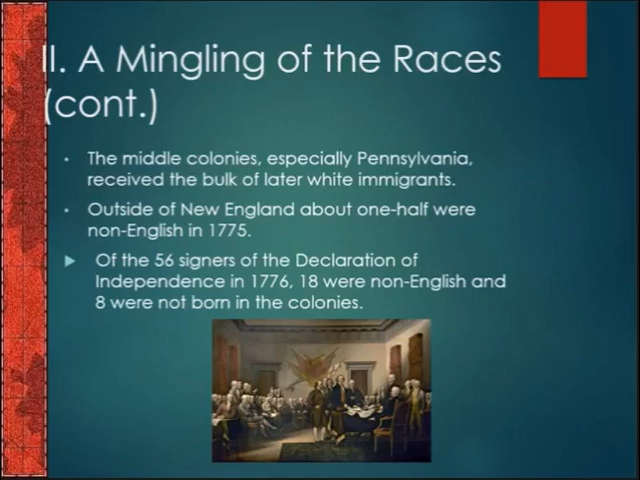 II. A Mingling of the Races
(cont.)
The middle colonies, especially Pennsylvania,
received the bulk of later white immigrants.
Outside of New England about one-half were
non-English in 1775.
Of the 56 signers of the Declaration of
Independence in 1776, 18 were non-English and
8 were not born in the colonies.